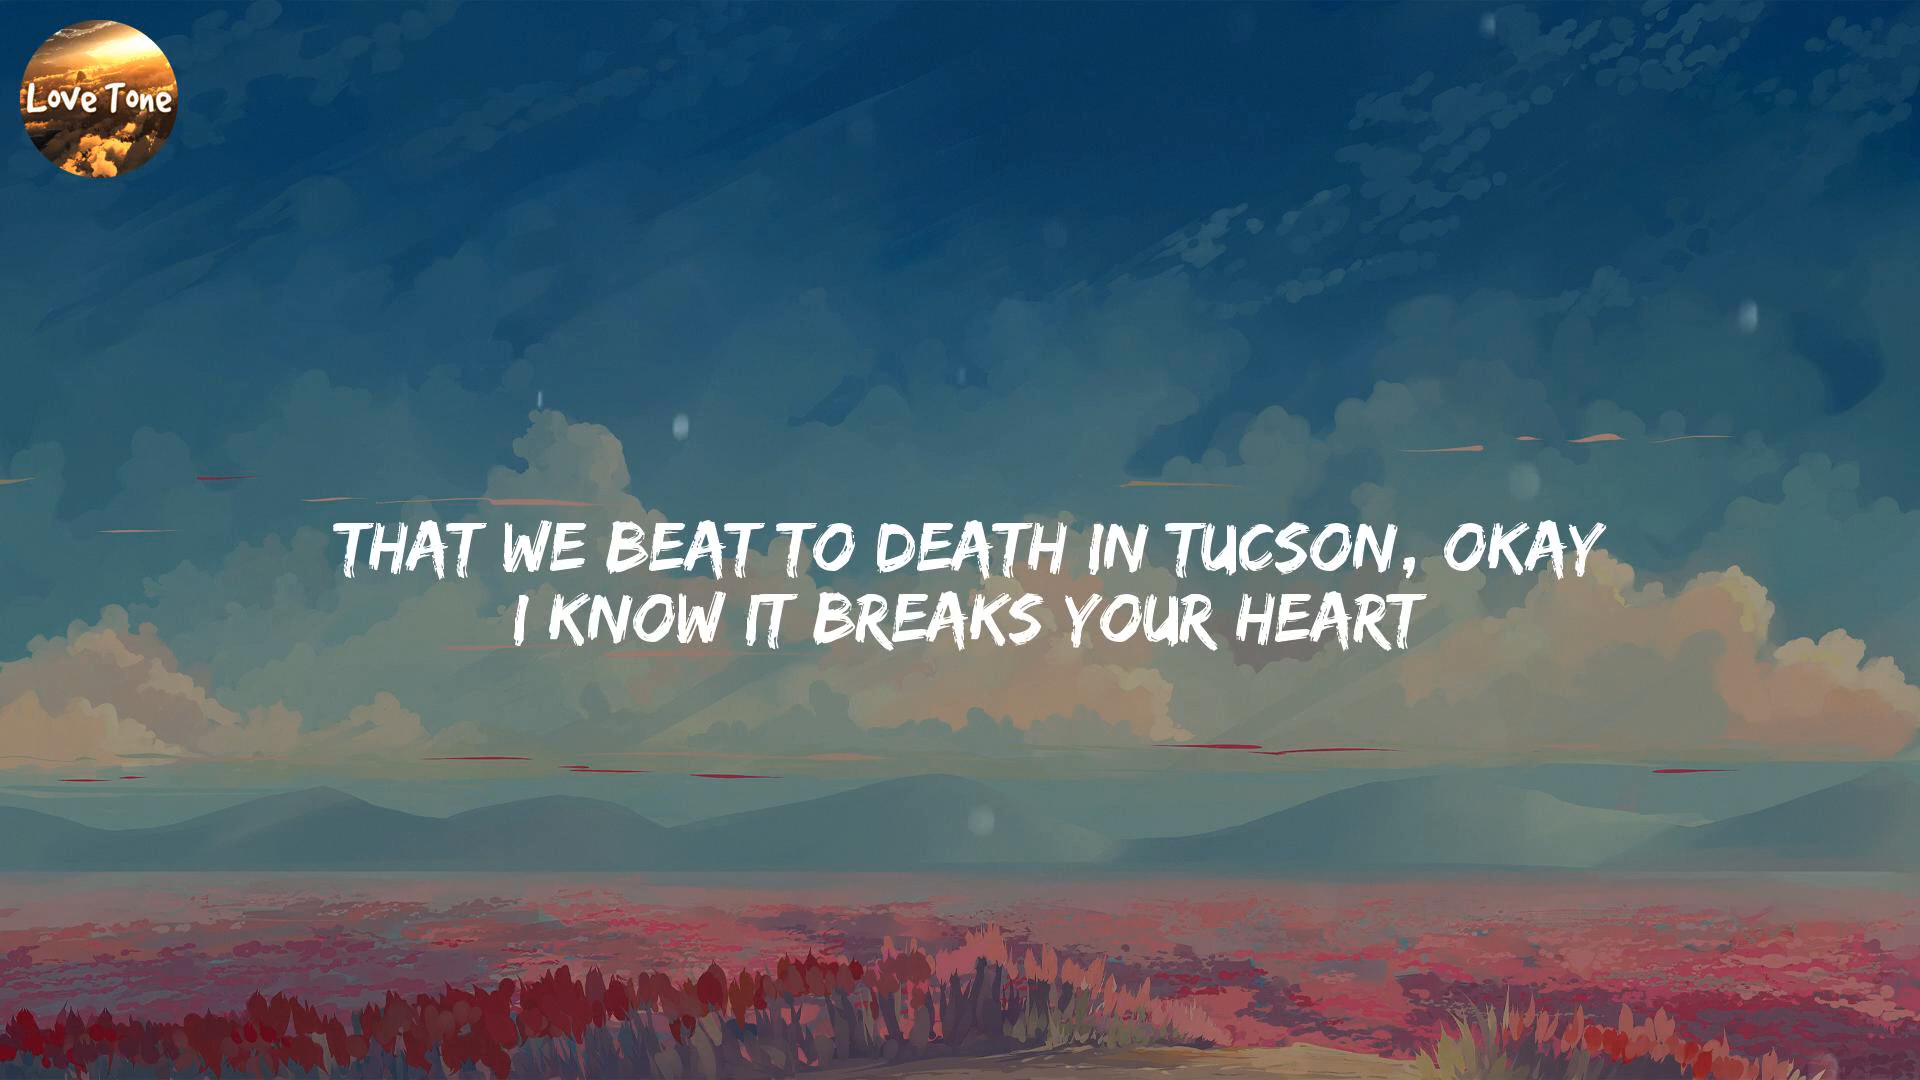 Love Tone
THAT WE BEAT TO DEATH IN TUCSON, OKAY
I KNOW IT BREAKS YOUR HEART